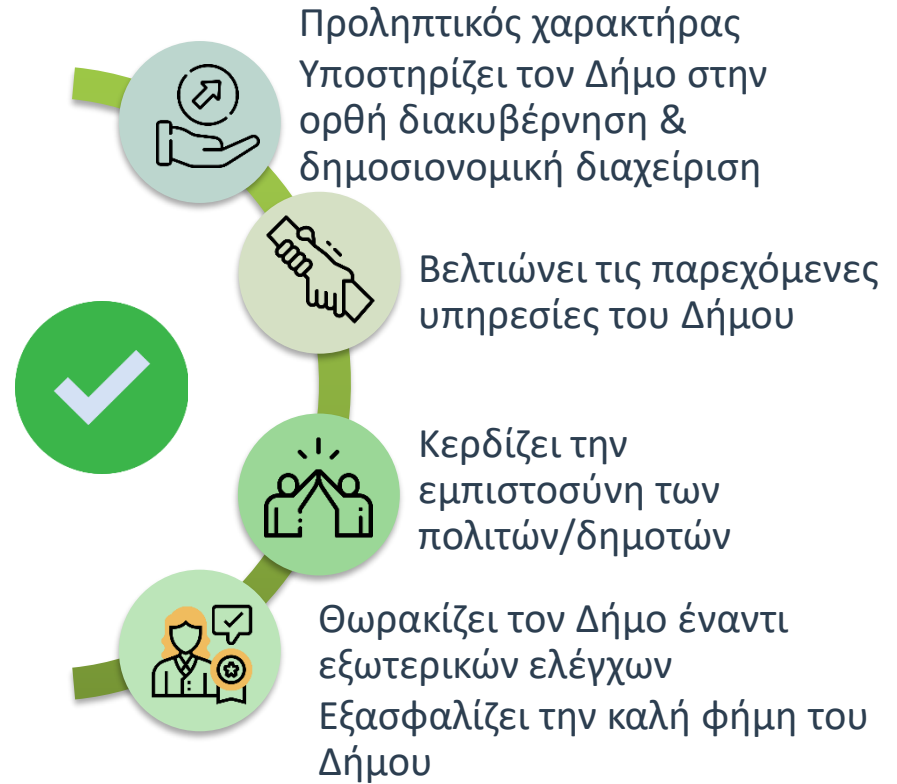 Προληπτικός χαρακτήρας
Υποστηρίζει τον Δήμο στην
ορθή διακυβέρνηση &
δημοσιονομική διαχείριση
Βελτιώνει τις παρεχόμενες
υπηρεσίες του Δήμου
Κερδίζει την
εμπιστοσύνη των
πολιτών/δημοτών
Θωρακίζει τον Δήμο έναντι
εξωτερικών ελέγχων
Εξασφαλίζει την καλή φήμη του
Δήμου